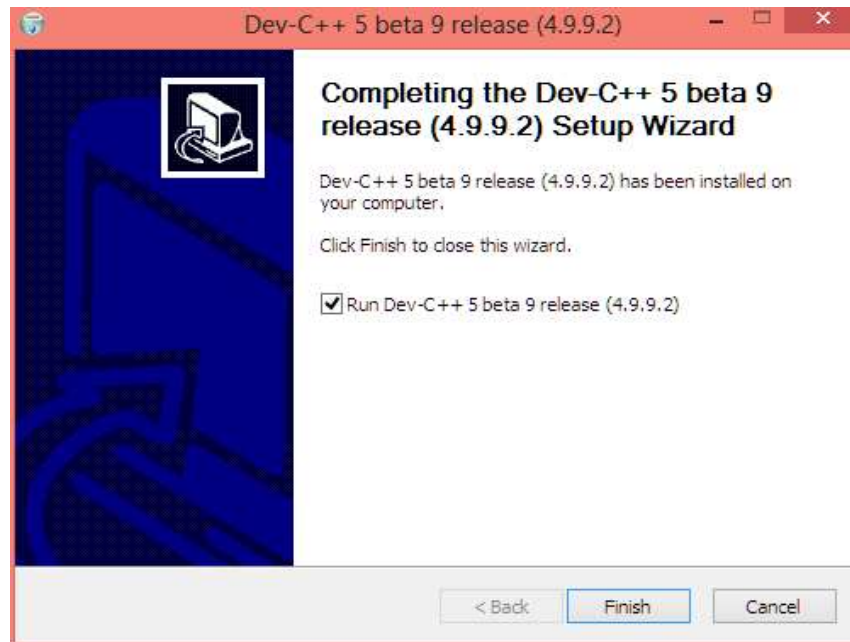 Dev-C++ 5 beta 9 release (4.9.9.2)
Completing the Dev-C++ 5 beta 9
release (4.9.9.2) Setup Wizard
Dev-C++ 5 beta 9 release (4.9.9.2) has been installed on
your computer.
Click Finish to close this wizard.
Run Dev-C++ 5 beta 9 release (4.9.9.2)
< Back Finish Cancel